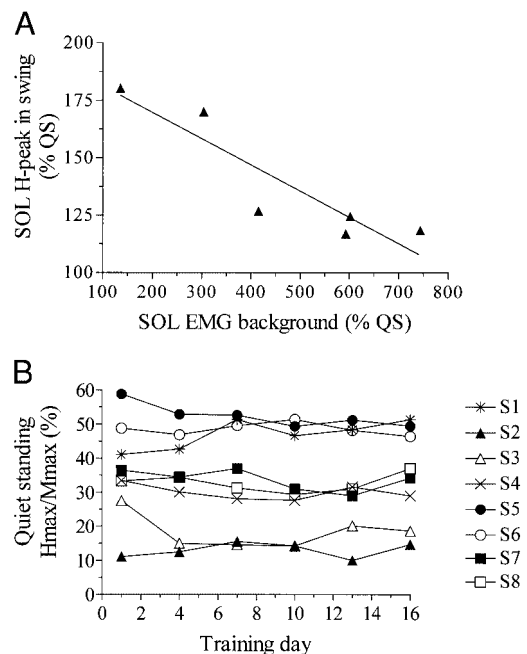 A
SOL H-peak in swing
(% QS)
200
175
150
125
100
100 200 300 400 500 600 700 800
SOL EMG background (% QS)
B
Quiet standing
Hmax/Mmax (%)
60
50
40
30
20
10
0
0 2 4 6 8 10 12 14 16
Training day
S1
S2
S3
S4
S5
S6
S7
S8